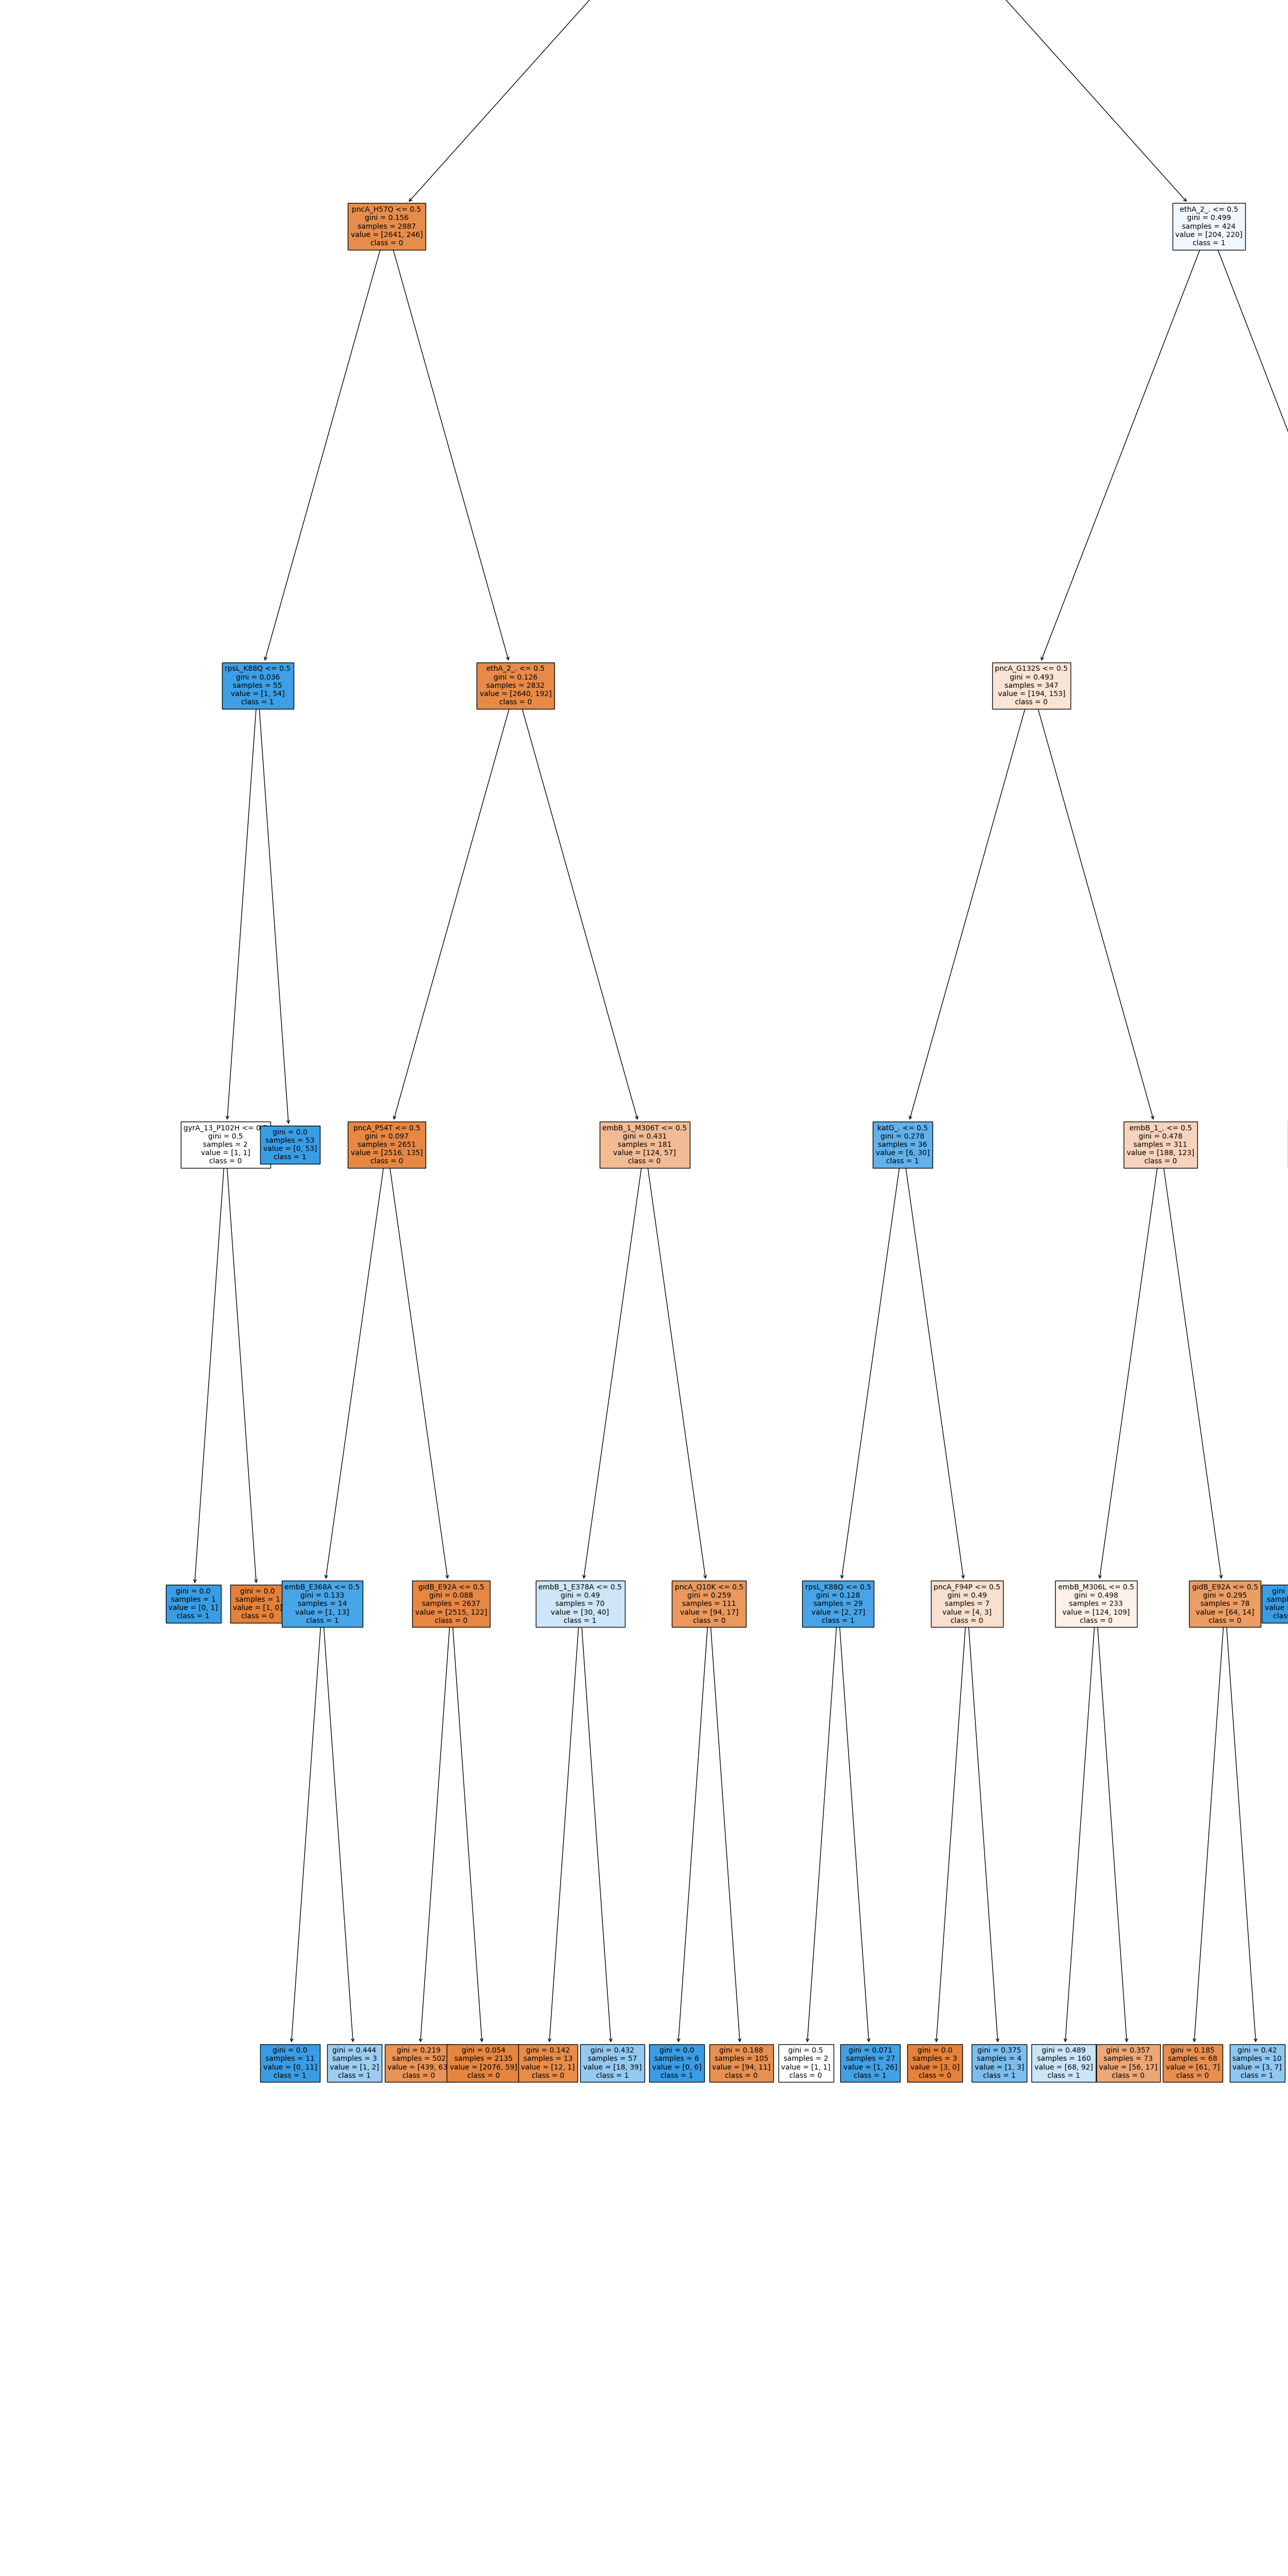 pncA_H57Q <= 0.5
gini = 0.156
samples = 2887
value = [2641, 246]
class = 0
ethA_2_. <= 0.5
gini = 0.499
samples = 424
value = [204, 220]
class = 1
rpsL_K88Q <= 0.5
gini = 0.036
samples = 55
value = [1, 54]
class = 1
ethA_2_. <= 0.5
gini = 0.126
samples = 2832
value = [2640, 192]
class = 0
pncA_G132S <= 0.5
gini = 0.493
samples = 347
value = [194, 153]
class = 0
gyrA_13_P102H <= 0.5
gini = 0.5
samples = 2
value = [1, 1]
class = 0
gini = 0.0
samples = 53
value = [0, 53]
class = 1
pncA_P54T <= 0.5
gini = 0.097
samples = 2651
value = [2516, 135]
class = 0
embB_1_M306T <= 0.5
gini = 0.431
samples = 181
value = [124, 57]
class = 0
katG_. <= 0.5
gini = 0.278
samples = 36
value = [6, 30]
class = 1
embB_1_. <= 0.5
gini = 0.478
samples = 311
value = [188, 123]
class = 0
gini = 0.0
samples = 1
value = [0, 1]
class = 1
gini = 0.0
samples = 1
value = [1, 0]
class = 0
embB_E368A <= 0.5
gini = 0.133
samples = 14
value = [1, 13]
class = 1
gidB_E92A <= 0.5
gini = 0.088
samples = 2637
value = [2515, 122]
class = 0
embB_1_E378A <= 0.5
gini = 0.49
samples = 70
value = [30, 40]
class = 1
pncA_Q10K <= 0.5
gini = 0.259
samples = 111
value = [94, 17]
class = 0
rpsL_K88Q <= 0.5
gini = 0.128
samples = 29
value = [2, 27]
class = 1
pncA_F94P <= 0.5
gini = 0.49
samples = 7
value = [4, 3]
class = 0
embB_M306L <= 0.5
gini = 0.498
samples = 233
value = [124, 109]
class = 0
gidB_E92A <= 0.5
gini = 0.295
samples = 78
value = [64, 14]
class = 0
gini
gini = 0.0
samples = 11
value = [0, 11]
class = 1
gini = 0.444
samples = 3
value = [1, 2]
class = 1
gini = 0.219
samples = 502
value = [439, 63
class = 0
gini = 0.054
samples = 2135
value = [2076, 59]
class = 0
gini = 0.142
samples = 13
value = [12, 1]
class = 0
gini = 0.432
samples = 57
value = [18, 39]
class = 1
gini = 0.0
samples = 6
value = [0, 6]
class = 1
gini = 0.188
samples = 105
value = [94, 11]
class = 0
gini = 0.5
samples = 2
value = [1, 1]
class = 0
gini = 0.071
samples = 27
value = [1, 26]
class = 1
gini = 0.0
samples = 3
value = [3, 0]
class = 0
gini = 0.375
samples = 4
value = [1, 3]
class = 1
gini = 0.489
samples = 160
value = [68, 92]
class = 1
gini = 0.357
samples = 73
value = [56, 17]
class = 0
gini = 0.185
samples = 68
value = [61, 7]
class = 0
gini = 0.42
samples = 10
value = [3, 7]
class = 1